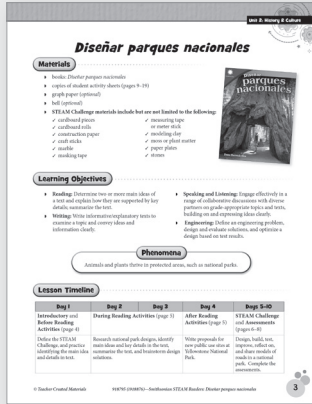 Unit 2: History & Culture
Diseñar parques nacionales
Materials
books: Diseñar parques nacionales
copies of student activity sheets (pages 9–19)
graph paper (optional)
bell (optional)
STEAM Challenge materials include but are not limited to the following:
✓ cardboard pieces
✓ cardboard rolls
✓ construction paper
✓ craft sticks
✓ marble
✓ masking tape
✓ measuring tape
or meter stick
✓ modeling clay
✓ moss or plant matter
✓ paper plates
✓ stones
Diseñar
parques
nacionales
Learning Objectives
Reading: Determine two or more main ideas of
a text and explain how they are supported by key
details; summarize the text.
Writing: Write informative/explanatory texts to
examine a topic and convey ideas and
information clearly.
Speaking and Listening: Engage effectively in a
range of collaborative discussions with diverse
partners on grade-appropriate topics and texts,
building on and expressing ideas clearly.
Engineering: Define an engineering problem,
design and evaluate solutions, and optimize a
design based on test results.
Phenomena
Animals and plants thrive in protected areas, such as national parks.
Lesson Timeline
Day 1
Introductory and
Before Reading
Activities (page 4)
Define the STEAM
Challenge, and practice
identifying the main idea
and details in text.
Day 2 Day 3
During Reading Activities (page 5)
Research national park designs, identify
main ideas and key details in the text,
summarize the text, and brainstorm design
solutions.
Day 4
After Reading
Activities (page 5)
Write proposals for
new public use sites at
Yellowstone National
Park.
Days 5–10
STEAM Challenge
and Assessments
(pages 6–8)
Design, build, test,
improve, reflect on,
and share models of
roads in a national
park. Complete the
assessments.
© Teacher Created Materials
Smithsonian STEAM Readers: Diseñar parques nacionales
3